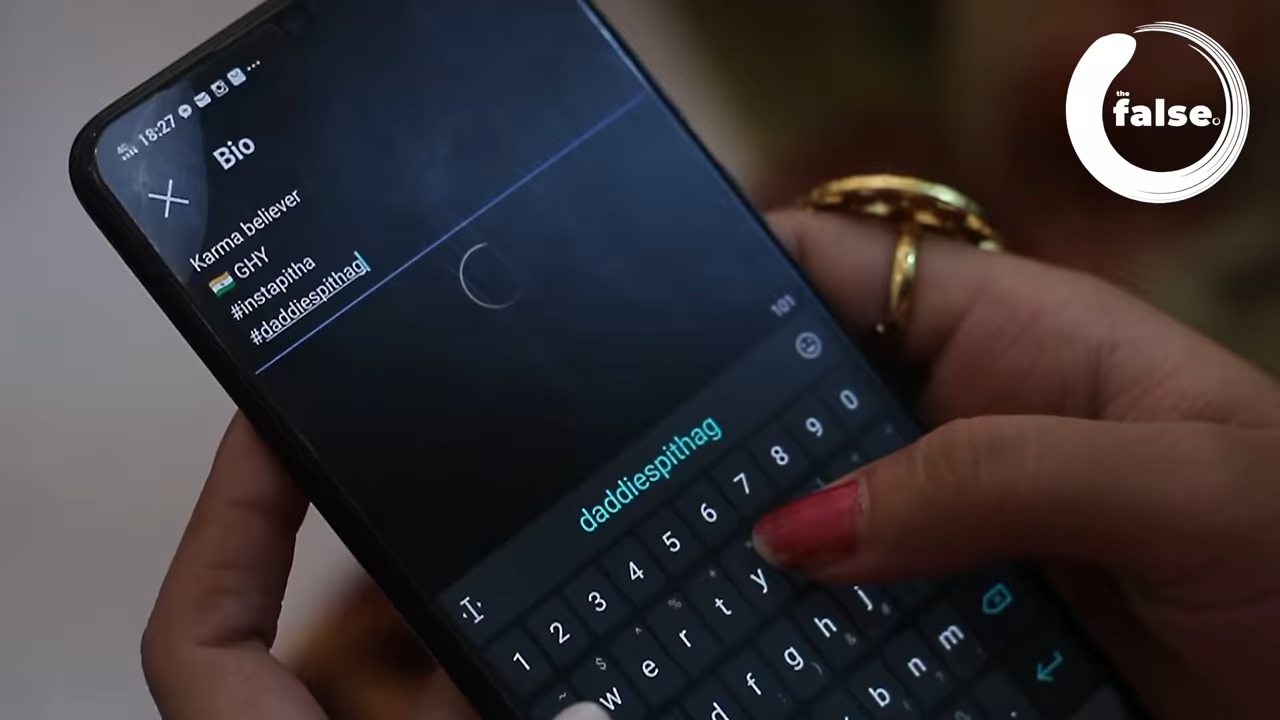 the
false.
4G 18:27
Bio
Karma believer
🇮🇳 GHY
#instapitha
#daddiespithag
101
daddiespithag
1 2 3 4 5 6 7 8 9 0
w e r t y
d f g h j
b n m